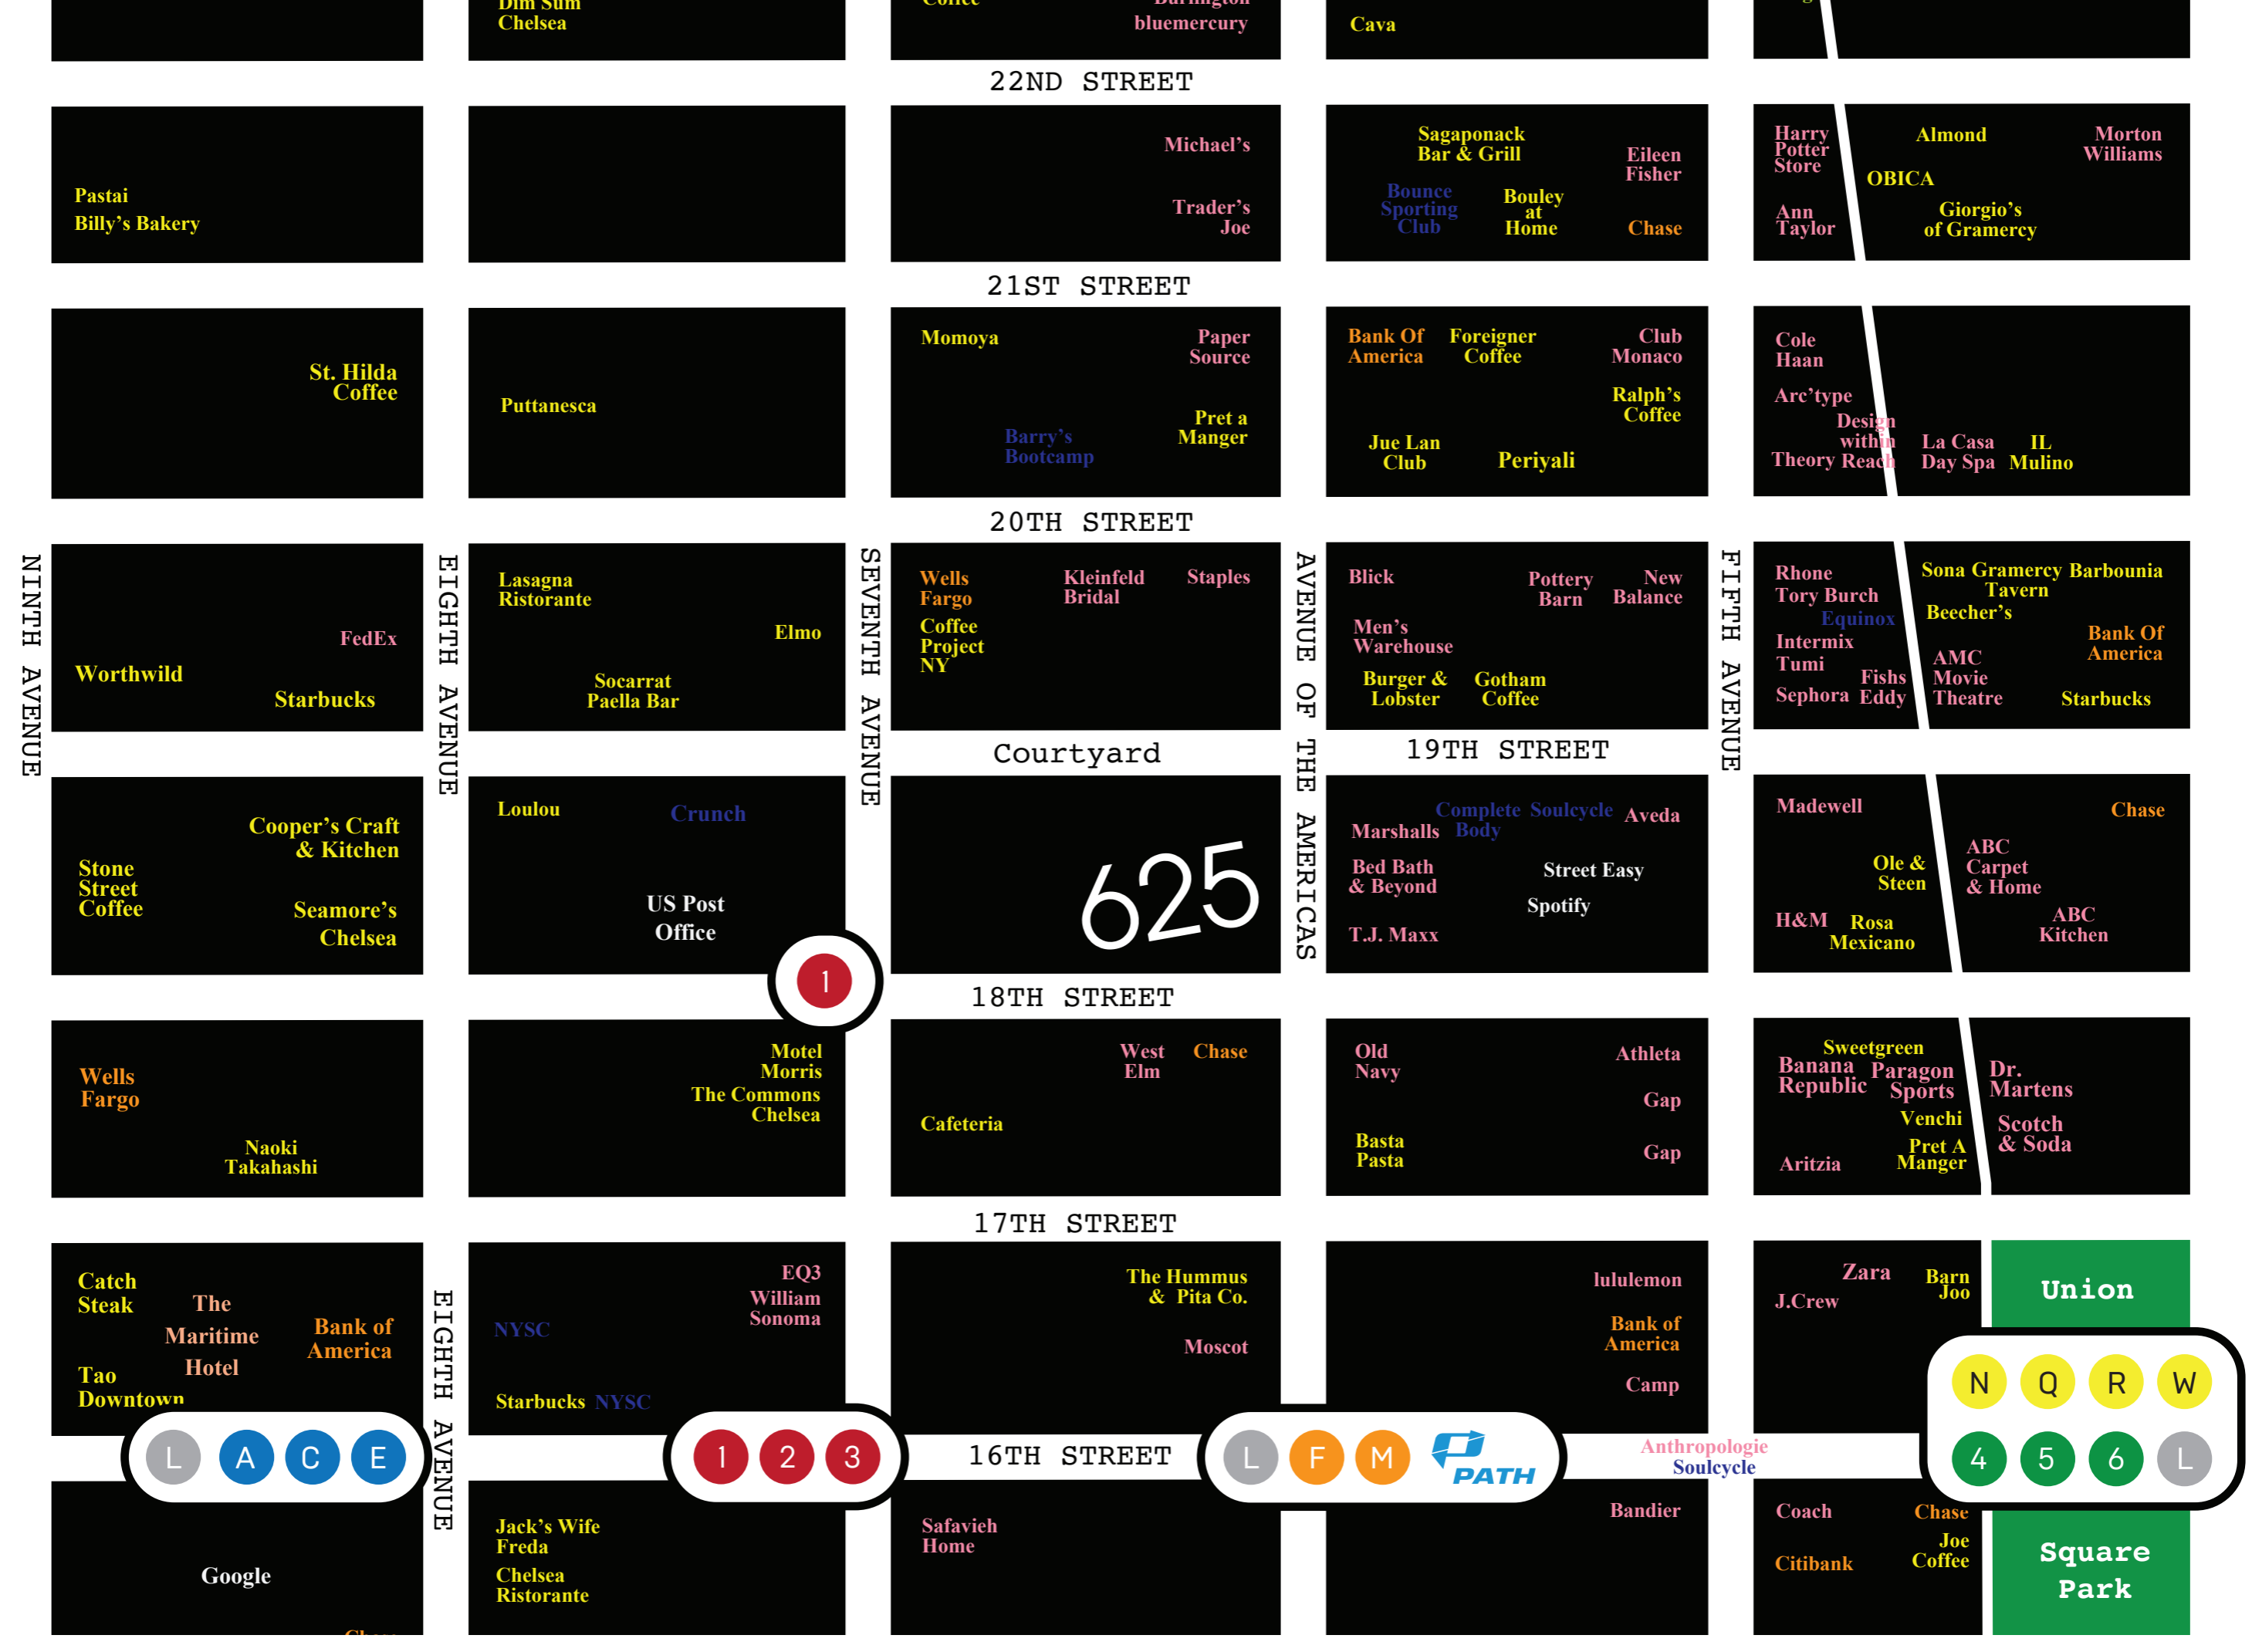 Dim Sum
Chelsea
Coffee
Burlington
bluemercury
Cava
22ND STREET
Pastai
Billy's Bakery
Michael's
Trader's
Joe
Sagaponack
Bar & Grill
Eileen
Fisher
Bounce
Sporting
Club
Bouley
at
Home
Chase
Harry
Potter
Store
Ann
Taylor
Almond
Morton
Williams
OBICA
Giorgio's
of Gramercy
21ST STREET
St. Hilda
Coffee
Puttanesca
Momoya
Paper
Source
Barry's
Bootcamp
Pret a
Manger
Bank Of
America
Foreigner
Coffee
Club
Monaco
Ralph's
Coffee
Jue Lan
Club
Periyali
Cole
Haan
Arc'type
Design
within
Reach
Theory
La Casa
Day Spa
IL
Mulino
20TH STREET
NINTH AVENUE
EIGHTH AVENUE
SEVENTH AVENUE
AVENUE OF THE AMERICAS
FIFTH AVENUE
FedEx
Worthwild
Starbucks
Lasagna
Ristorante
Elmo
Socarrat
Paella Bar
Wells
Fargo
Kleinfeld
Bridal
Staples
Coffee
Project
NY
Blick
Pottery
Barn
New
Balance
Men's
Warehouse
Burger &
Lobster
Gotham
Coffee
Rhone
Tory Burch
Equinox
Intermix
Tumi
Fishs
Eddy
Sephora
Sona Gramercy
Tavern
Barbounia
Beecher's
Bank Of
America
AMC
Movie
Theatre
Starbucks
Courtyard
19TH STREET
Cooper's Craft
& Kitchen
Stone
Street
Coffee
Seamore's
Chelsea
Loulou
Crunch
US Post
Office
1
625
Complete
Body
Soulcycle
Aveda
Marshalls
Bed Bath
& Beyond
Street Easy
Spotify
T.J. Maxx
Madewell
Ole &
Steen
H&M
Rosa
Mexicano
Chase
ABC
Carpet
& Home
ABC
Kitchen
18TH STREET
Wells
Fargo
Naoki
Takahashi
Motel
Morris
The Commons
Chelsea
West
Elm
Chase
Cafeteria
Old
Navy
Athleta
Gap
Basta
Pasta
Gap
Sweetgreen
Banana
Republic
Paragon
Sports
Venchi
Pret A
Manger
Aritzia
Dr.
Martens
Scotch
& Soda
17TH STREET
Catch
Steak
The
Maritime
Hotel
Bank of
America
Tao
Downtown
L A C E
EIGHTH AVENUE
EQ3
William
Sonoma
NYSC
Starbucks
NYSC
1 2 3
The Hummus
& Pita Co.
Moscot
16TH STREET
L F M PATH
lululemon
Bank of
America
Camp
Anthropologie
Soulcycle
Zara
J.Crew
Barn
Joo
Union
N Q R W
4 5 6 L
Google
Jack's Wife
Freda
Chelsea
Ristorante
Safavieh
Home
Bandier
Coach
Chase
Citibank
Joe
Coffee
Square
Park